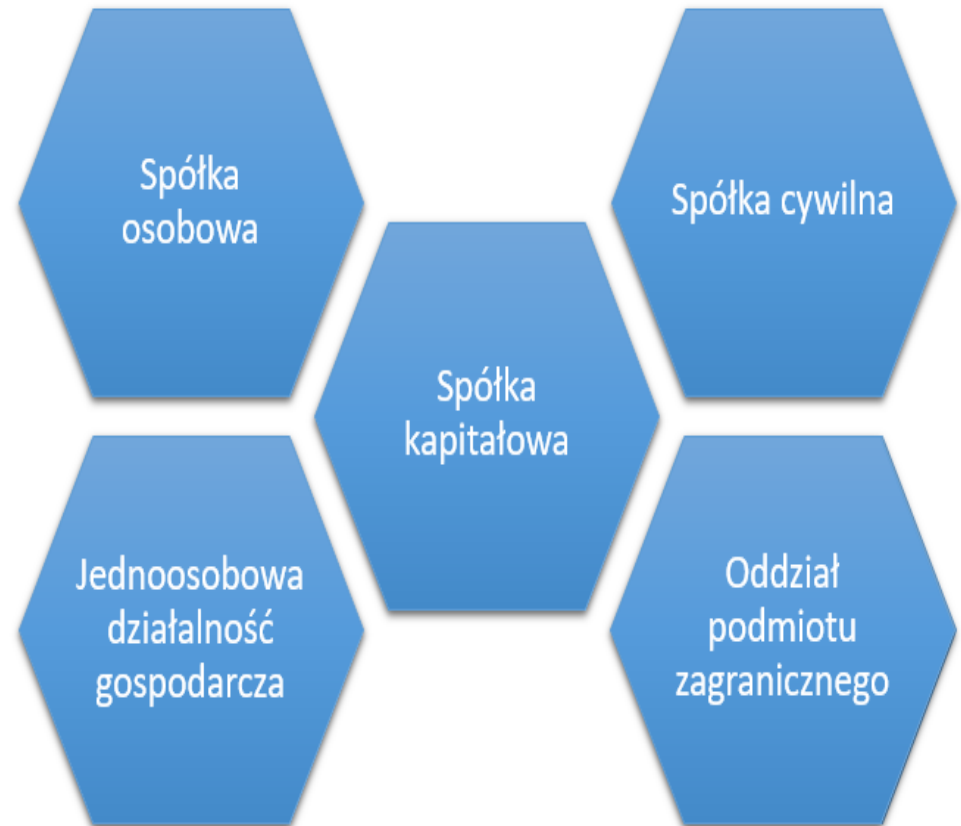 Spółka
osobowa
Spółka cywilna
Spółka
kapitałowa
Jednoosobowa
działalność
gospodarcza
Oddział
podmiotu
zagranicznego